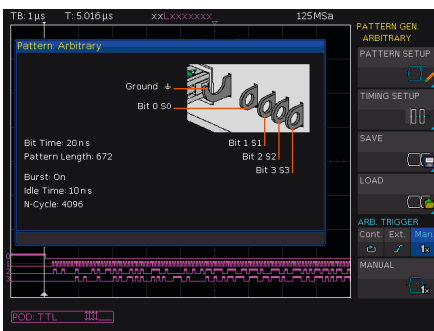 TB: 1 µs T: 5.016 µs xxLxxxxxxx 125 MSa
PATTERN GEN.
ARBITRARY
Pattern: Arbitrary
PATTERN SETUP
Ground
Bit 0 S0
TIMING SETUP
Bit Time: 20 ns
Bit 1 S1
SAVE
Pattern Length: 672
Bit 2 S2
Bit 3 S3
Burst: On
Idle Time: 10 ns
LOAD
N-Cycle: 4096
ARB. TRIGGER
Cont. Ext. Man
1x
MANUAL
1x
POD: TTL